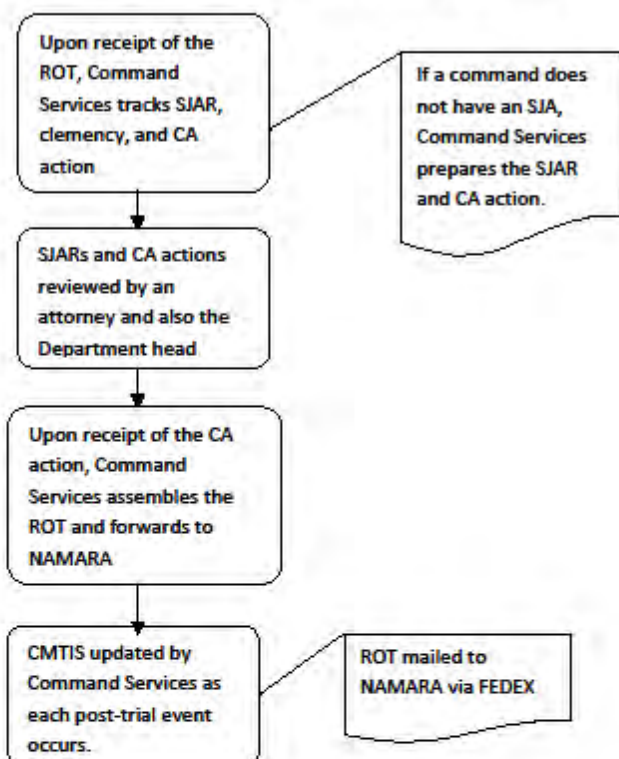 Upon receipt of the
ROT, Command
Services tracks SJAR,
clemency, and CA
action
If a command does
not have an SJA,
Command Services
prepares the SJAR
and CA action.
SJARs and CA actions
reviewed by an
attorney and also the
Department head
Upon receipt of the CA
action, Command
Services assembles the
ROT and forwards to
NAMARA
CMTIS updated by
Command Services as
each post-trial event
occurs.
ROT mailed to
NAMARA via FEDEX